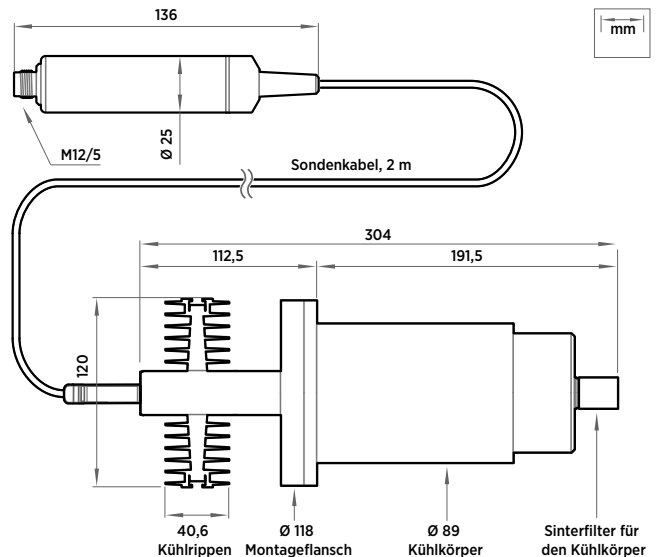 136
mm
M12/5
Ø 25
Sondenkabel, 2 m
304
112,5
191,5
120
40,6
Kühlrippen
Ø 118
Montageflansch
Ø 89
Kühlkörper
Sinterfilter für
den Kühlkörper